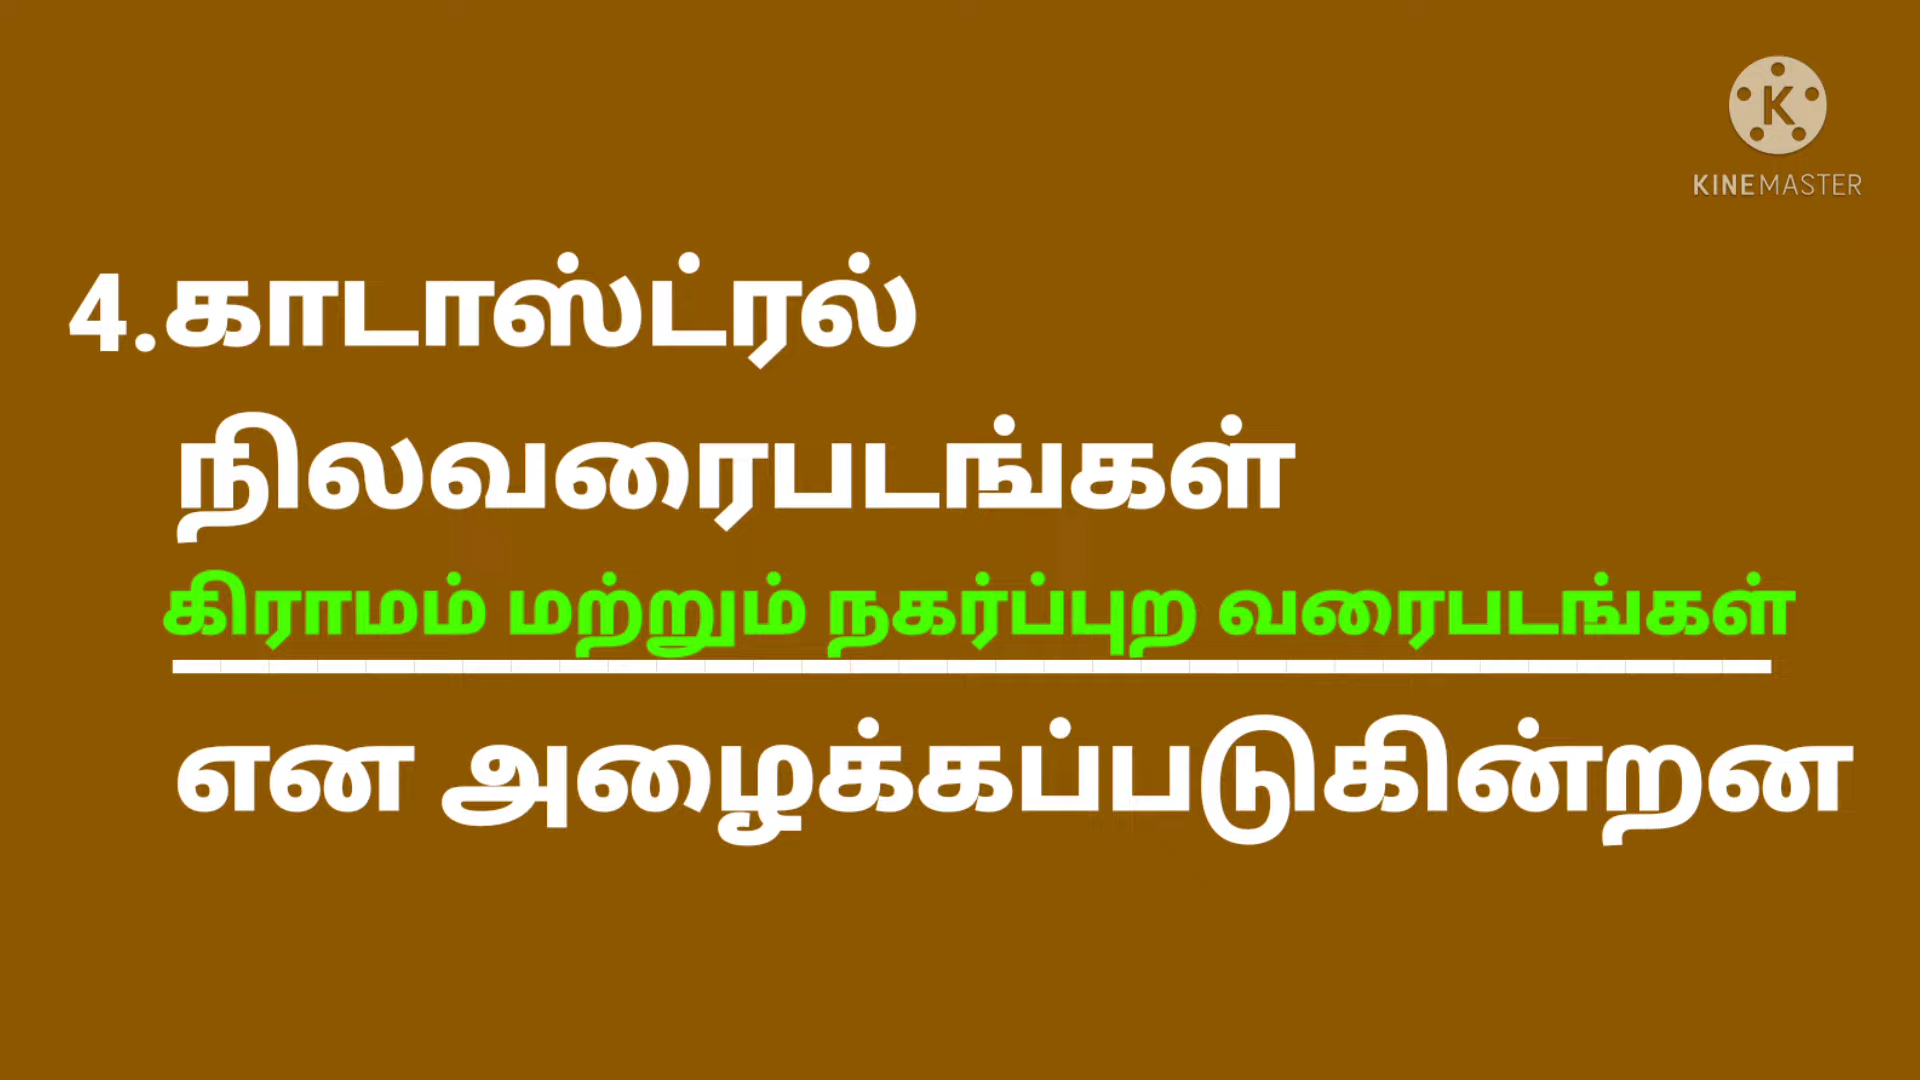 K
KINEMASTER
4.காடாஸ்ட்ரல்
நிலவரைபடங்கள்
கிராமம் மற்றும் நகர்ப்புற வரைபடங்கள்
என அழைக்கப்படுகின்றன